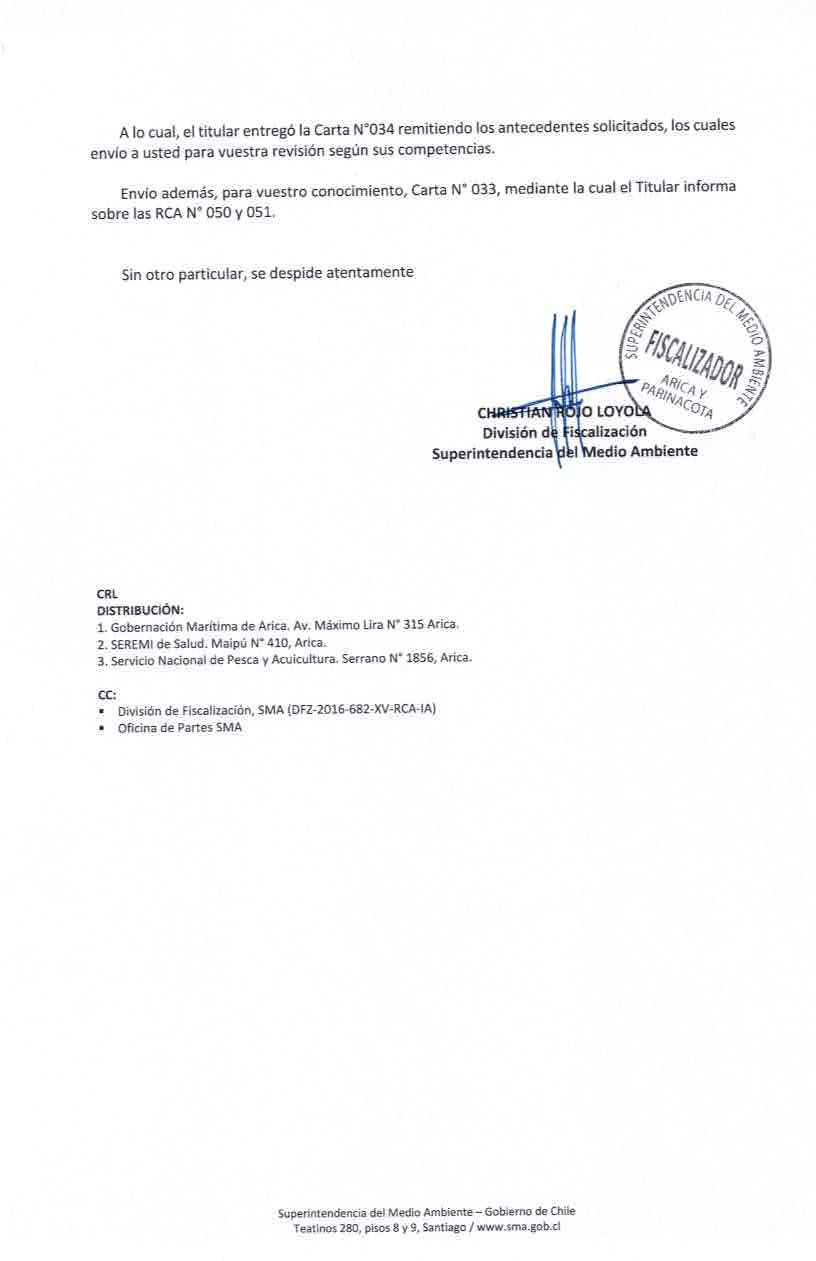 A lo cual, el titular entregó la Carta N°034 remitiendo los antecedentes solicitados, los cuales
envío a usted para vuestra revisión según sus competencias.
Envío además, para vuestro conocimiento, Carta N° 033, mediante la cual el Titular informa
sobre las RCA N° 050 y 051.
Sin otro particular, se despide atentamente
SUPERINTENDENCIA DEL MEDIO AMBIENTE
FISCALIZADOR
ARICA Y
PARINACOTA
CHRISTIAN ROJO LOYOLA
División de Fiscalización
Superintendencia del Medio Ambiente
CRL
DISTRIBUCIÓN:
1. Gobernación Marítima de Arica. Av. Máximo Lira N° 315 Arica.
2. SEREMI de Salud. Maipú N° 410, Arica.
3. Servicio Nacional de Pesca y Acuicultura. Serrano N° 1856, Arica.
CC:
▪ División de Fiscalización, SMA (DFZ-2016-682-XV-RCA-IA)
▪ Oficina de Partes SMA
Superintendencia del Medio Ambiente – Gobierno de Chile
Teatinos 280, pisos 8 y 9, Santiago / www.sma.gob.cl